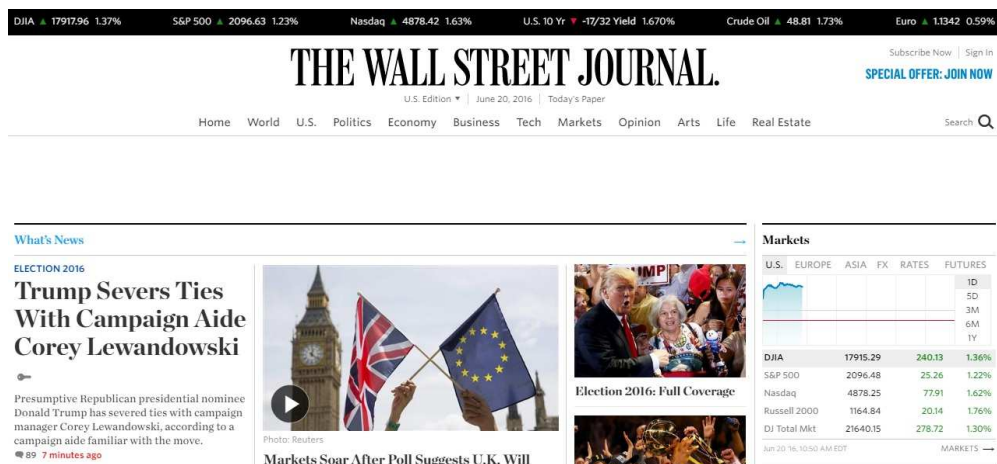 DJIA ▲ 17917.96 1.37% S&P 500 ▲ 2096.63 1.23% Nasdaq ▲ 4878.42 1.63% U.S. 10 Yr ▼ -17/32 Yield 1.670% Crude Oil ▲ 48.81 1.73% Euro ▲ 1.1342 0.59%
THE WALL STREET JOURNAL.
Subscribe Now | Sign In
SPECIAL OFFER: JOIN NOW
U.S. Edition ▼ | June 20, 2016 | Today's Paper
Home World U.S. Politics Economy Business Tech Markets Opinion Arts Life Real Estate Search
What's News →
ELECTION 2016
Trump Severs Ties
With Campaign Aide
Corey Lewandowski
Presumptive Republican presidential nominee
Donald Trump has severed ties with campaign
manager Corey Lewandowski, according to a
campaign aide familiar with the move.
89 7 minutes ago
Photo: Reuters
Markets Soar After Poll Suggests U.K. Will
TRUMP
Election 2016: Full Coverage
Markets
U.S. EUROPE ASIA FX RATES FUTURES
1D
5D
3M
6M
1Y
DJIA 17915.29 240.13 1.36%
S&P 500 2096.48 25.26 1.22%
Nasdaq 4878.25 77.91 1.62%
Russell 2000 1164.84 20.14 1.76%
DJ Total Mkt 21640.15 278.72 1.30%
Jun 20 '16, 10:50 AM EDT MARKETS →